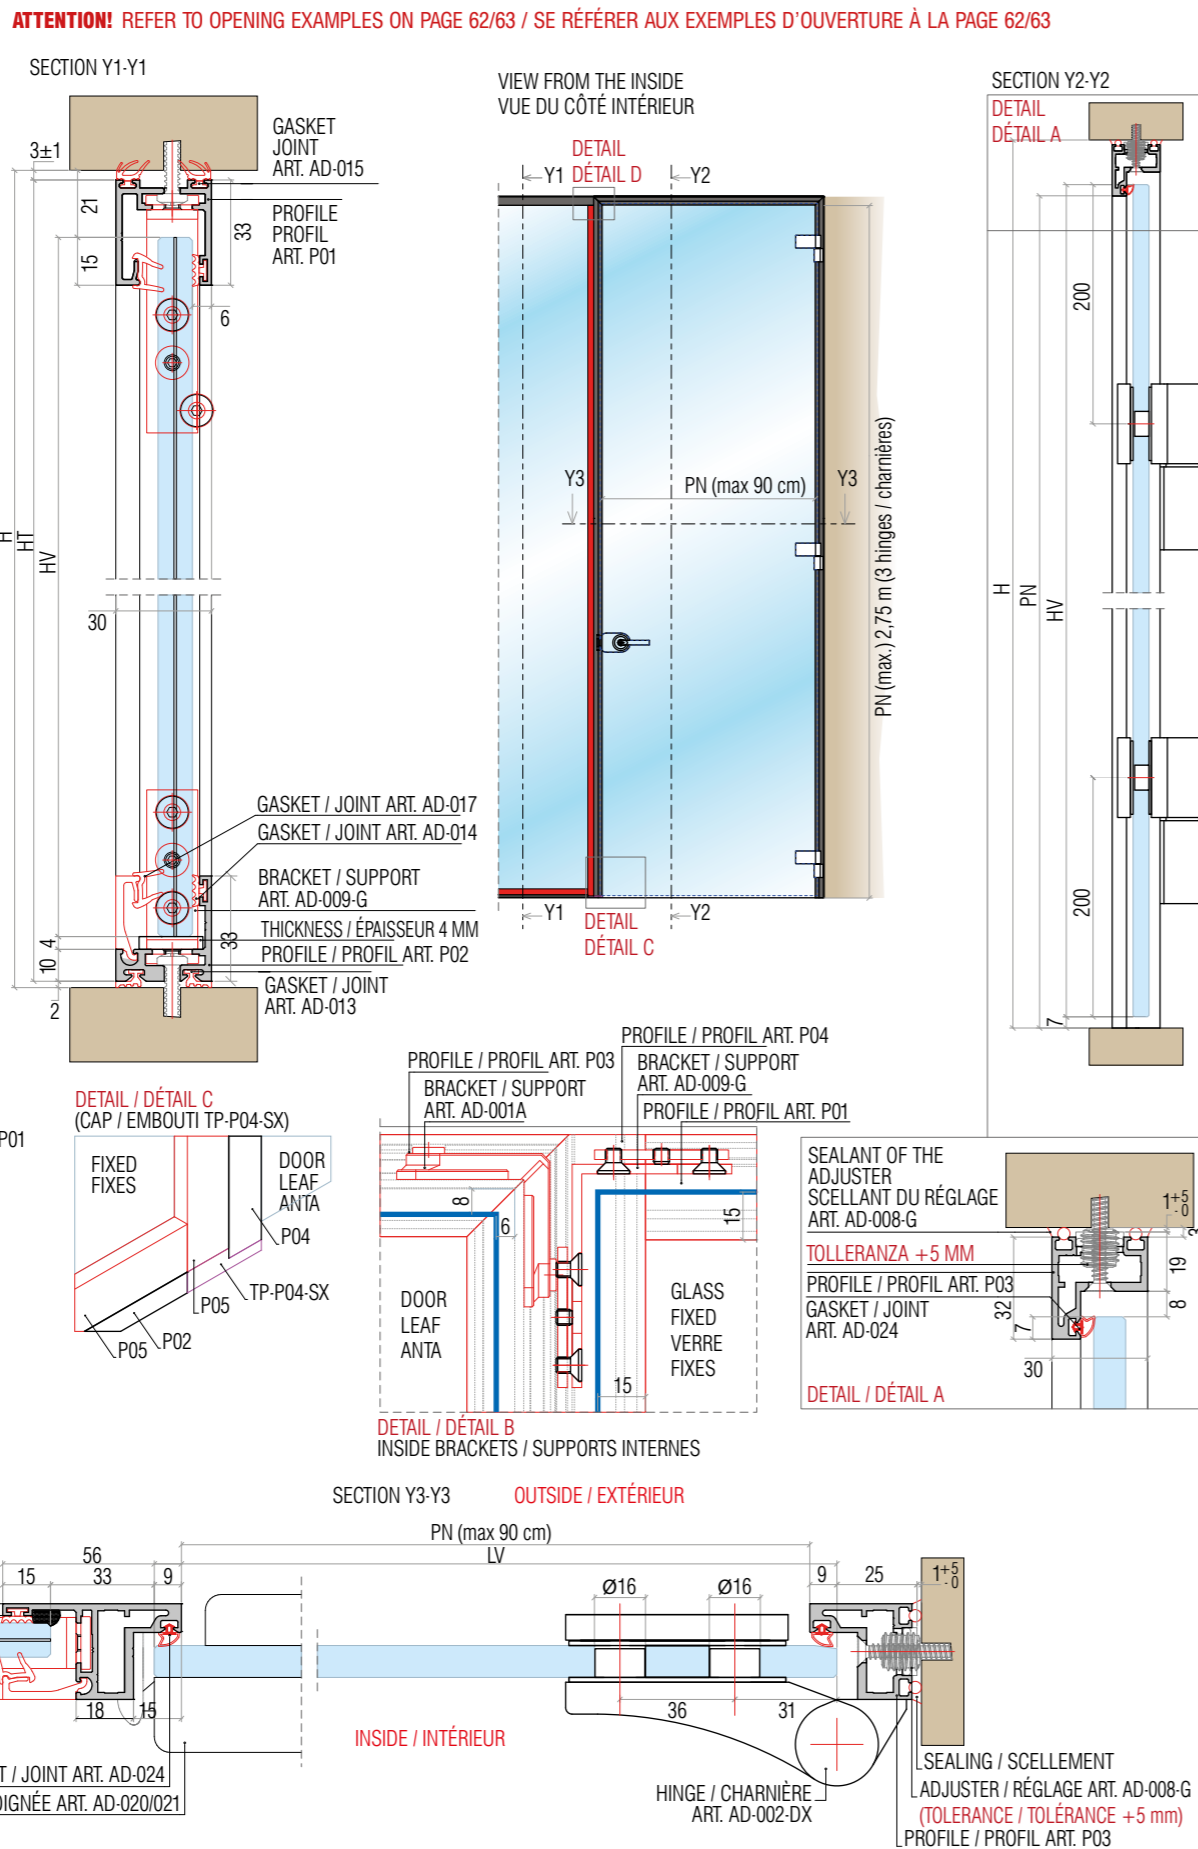 ATTENTION! REFER TO OPENING EXAMPLES ON PAGE 62/63 / SE RÉFÉRER AUX EXEMPLES D'OUVERTURE À LA PAGE 62/63
SECTION Y1-Y1
3±1
21
15
33
6
GASKET
JOINT
ART. AD-015
PROFILE
PROFIL
ART. P01
H
HT
HV
30
GASKET / JOINT ART. AD-017
GASKET / JOINT ART. AD-014
BRACKET / SUPPORT
ART. AD-009-G
THICKNESS / ÉPAISSEUR 4 MM
PROFILE / PROFIL ART. P02
GASKET / JOINT
ART. AD-013
33
4
10
2
VIEW FROM THE INSIDE
VUE DU CÔTÉ INTÉRIEUR
DETAIL
DÉTAIL D
Y1
Y2
Y3
PN (max 90 cm)
Y3
PN (max.) 2,75 m (3 hinges / charnières)
Y1
Y2
DETAIL
DÉTAIL C
SECTION Y2-Y2
DETAIL
DÉTAIL A
200
H
PN
HV
200
7
DETAIL / DÉTAIL C
(CAP / EMBOUTI TP-P04-SX)
P01
FIXED
FIXES
DOOR
LEAF
ANTA
P04
TP-P04-SX
P05
P02
P05
PROFILE / PROFIL ART. P04
PROFILE / PROFIL ART. P03
BRACKET / SUPPORT
ART. AD-009-G
BRACKET / SUPPORT
ART. AD-001A
PROFILE / PROFIL ART. P01
8
6
15
DOOR
LEAF
ANTA
GLASS
FIXED
VERRE
FIXES
15
DETAIL / DÉTAIL B
INSIDE BRACKETS / SUPPORTS INTERNES
SEALANT OF THE
ADJUSTER
SCELLANT DU RÉGLAGE
ART. AD-008-G
TOLLERANZA +5 MM
PROFILE / PROFIL ART. P03
GASKET / JOINT
ART. AD-024
1+5-0
3
19
8
32
7
30
DETAIL / DÉTAIL A
SECTION Y3-Y3
OUTSIDE / EXTÉRIEUR
PN (max 90 cm)
LV
56
15
33
9
Ø16
Ø16
9
25
1+5-0
18
15
36
31
INSIDE / INTÉRIEUR
T / JOINT ART. AD-024
OIGNÉE ART. AD-020/021
HINGE / CHARNIÈRE
ART. AD-002-DX
SEALING / SCELLEMENT
ADJUSTER / RÉGLAGE ART. AD-008-G
(TOLERANCE / TOLÉRANCE +5 mm)
PROFILE / PROFIL ART. P03